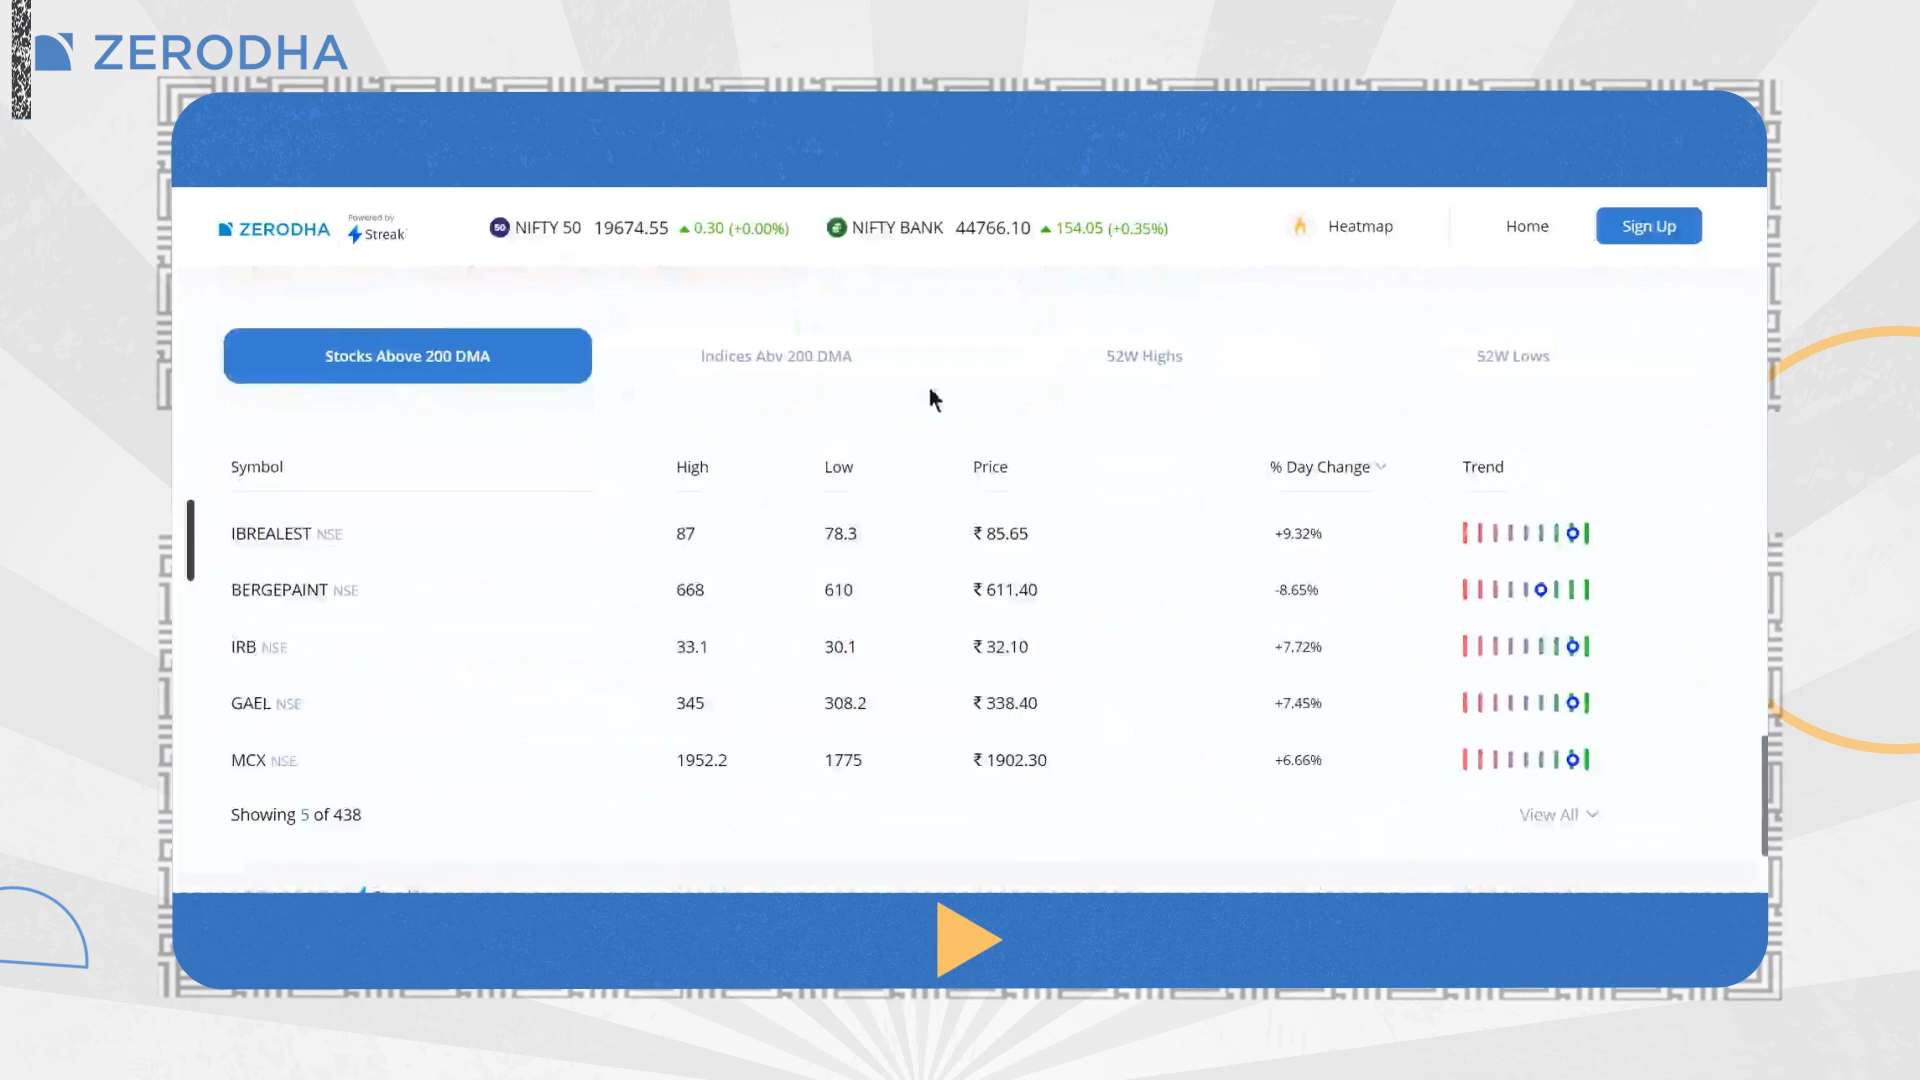 ZERODHA
ZERODHA Powered by Streak 50 NIFTY 50 19674.55 0.30 (+0.00%) NIFTY BANK 44766.10 154.05 (+0.35%) Heatmap Home Sign Up
Stocks Above 200 DMA Indices Abv 200 DMA 52W Highs 52W Lows
Symbol High Low Price % Day Change Trend
IBREALEST NSE 87 78.3 ₹ 85.65 +9.32%
BERGEPAINT NSE 668 610 ₹ 611.40 -8.65%
IRB NSE 33.1 30.1 ₹ 32.10 +7.72%
GAEL NSE 345 308.2 ₹ 338.40 +7.45%
MCX NSE 1952.2 1775 ₹ 1902.30 +6.66%
Showing 5 of 438 View All